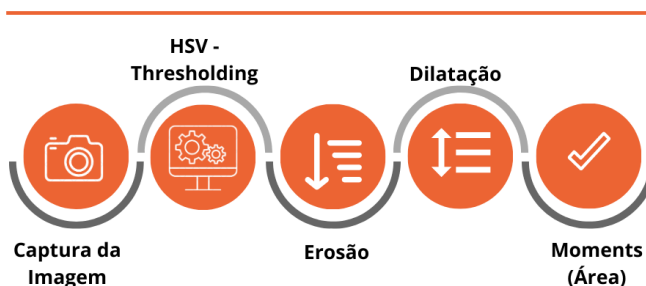 Captura da
Imagem
HSV -
Thresholding
Erosão
Dilatação
Moments
(Área)